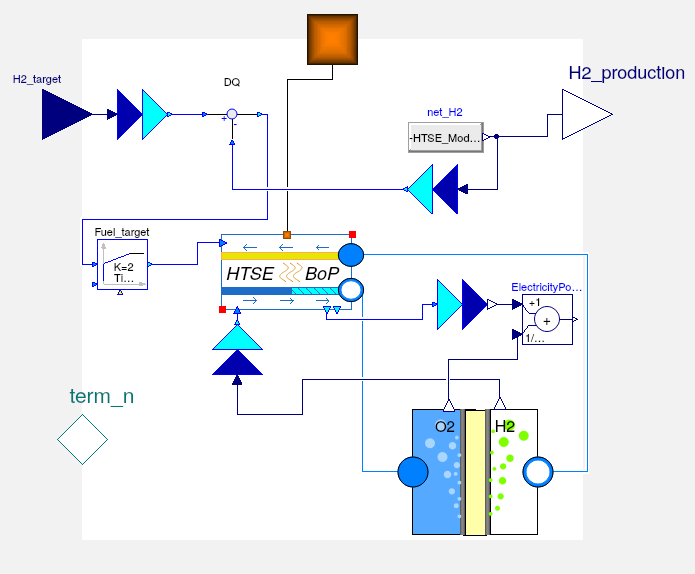 H2_target
DQ
+
-
net_H2
-HTSE_Mod...
H2_production
Fuel_target
K=2
Ti...
HTSE BoP
ElectricityPo...
+1
+
1/...
term_n
O2
H2